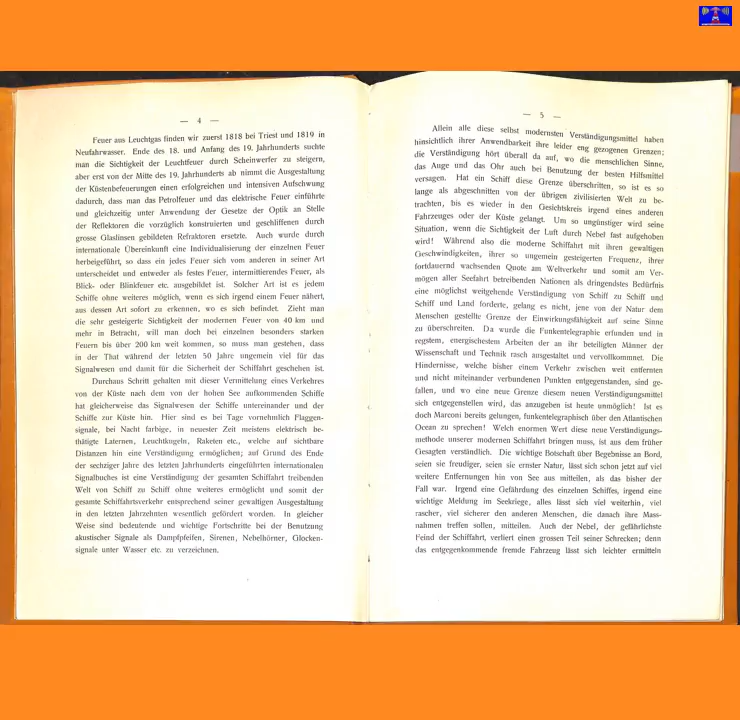 — 4 —
Feuer aus Leuchtgas finden wir zuerst 1818 bei Triest und 1819 in
Neufahrwasser. Ende des 18. und Anfang des 19. Jahrhunderts suchte
man die Sichtigkeit der Leuchtfeuer durch Scheinwerfer zu steigern,
aber erst von der Mitte des 19. Jahrhunderts ab nimmt die Ausgestaltung
der Küstenbefeuerungen einen erfolgreichen und intensiven Aufschwung
dadurch, dass man das Petrolfeuer und das elektrische Feuer einführte
und gleichzeitig unter Anwendung der Gesetze der Optik an Stelle
der Reflektoren die vorzüglich konstruierten und geschliffenen durch
grosse Glaslinsen gebildeten Refraktoren ersetzte. Auch wurde durch
internationale Übereinkunft eine Individualisierung der einzelnen Feuer
herbeigeführt, so dass ein jedes Feuer sich vom anderen in seiner Art
unterscheidet und entweder als festes Feuer, intermittierendes Feuer, als
Blick- oder Blinkfeuer etc. ausgebildet ist. Solcher Art ist es jedem
Schiffe ohne weiteres möglich, wenn es sich irgend einem Feuer nähert,
aus dessen Art sofort zu erkennen, wo es sich befindet. Zieht man
die sehr gesteigerte Sichtigkeit der modernen Feuer von 40 km und
mehr in Betracht, will man doch bei einzelnen besonders starken
Feuern bis über 200 km weit kommen, so muss man gestehen, dass
in der That während der letzten 50 Jahre ungemein viel für das
Signalwesen und damit für die Sicherheit der Schiffahrt geschehen ist.
Durchaus Schritt gehalten mit dieser Vermittelung eines Verkehres
von der Küste nach dem von der hohen See aufkommenden Schiffe
hat gleicherweise das Signalwesen der Schiffe untereinander und der
Schiffe zur Küste hin. Hier sind es bei Tage vornehmlich Flaggen-
signale, bei Nacht farbige, in neuester Zeit meistens elektrisch be-
thätigte Laternen, Leuchtkugeln, Raketen etc., welche auf sichtbare
Distanzen hin eine Verständigung ermöglichen; auf Grund des Ende
der sechziger Jahre des letzten Jahrhunderts eingeführten internationalen
Signalbuches ist eine Verständigung der gesamten Schiffahrt treibenden
Welt von Schiff zu Schiff ohne weiteres ermöglicht und somit der
gesamte Schiffahrtsverkehr entsprechend seiner gewaltigen Ausgestaltung
in den letzten Jahrzehnten wesentlich gefördert worden. In gleicher
Weise sind bedeutende und wichtige Fortschritte bei der Benutzung
akustischer Signale als Dampfpfeifen, Sirenen, Nebelhörner, Glocken-
signale unter Wasser etc. zu verzeichnen.
— 5 —
Allein alle diese selbst modernsten Verständigungsmittel haben
hinsichtlich ihrer Anwendbarkeit ihre leider eng gezogenen Grenzen;
die Verständigung hört überall da auf, wo die menschlichen Sinne,
das Auge und das Ohr auch bei Benutzung der besten Hilfsmittel
versagen. Hat ein Schiff diese Grenze überschritten, so ist es so
lange als abgeschnitten von der übrigen zivilisierten Welt zu be-
trachten, bis es wieder in den Gesichtskreis irgend eines anderen
Fahrzeuges oder der Küste gelangt. Um so ungünstiger wird seine
Situation, wenn die Sichtigkeit der Luft durch Nebel fast aufgehoben
wird! Während also die moderne Schiffahrt mit ihren gewaltigen
Geschwindigkeiten, ihrer so ungemein gesteigerten Frequenz, ihrer
fortdauernd wachsenden Quote am Weltverkehr und somit am Ver-
mögen aller Seefahrt betreibenden Nationen als dringendstes Bedürfnis
eine möglichst weitgehende Verständigung von Schiff zu Schiff und
Schiff und Land forderte, gelang es nicht, jene von der Natur dem
Menschen gestellte Grenze der Einwirkungsfähigkeit auf seine Sinne
zu überschreiten. Da wurde die Funkentelegraphie erfunden und in
regstem, energischestem Arbeiten der an ihr beteiligten Männer der
Wissenschaft und Technik rasch ausgestaltet und vervollkommnet. Die
Hindernisse, welche bisher einem Verkehr zwischen weit entfernten
und nicht miteinander verbundenen Punkten entgegenstanden, sind ge-
fallen, und wo eine neue Grenze diesem neuen Verständigungsmittel
sich entgegenstellen wird, das anzugeben ist heute unmöglich! Ist es
doch Marconi bereits gelungen, funkentelegraphisch über den Atlantischen
Ocean zu sprechen! Welch enormen Wert diese neue Verständigungs-
methode unserer modernen Schiffahrt bringen muss, ist aus dem früher
Gesagten verständlich. Die wichtige Botschaft über Begebnisse an Bord,
seien sie freudiger, seien sie ernster Natur, lässt sich schon jetzt auf viel
weitere Entfernungen hin von See aus mitteilen, als das bisher der
Fall war. Irgend eine Gefährdung des einzelnen Schiffes, irgend eine
wichtige Meldung im Seekriege, alles lässt sich viel weiterhin, viel
rascher, viel sicherer den anderen Menschen, die danach ihre Mass-
nahmen treffen sollen, mitteilen. Auch der Nebel, der gefährlichste
Feind der Schiffahrt, verliert einen grossen Teil seiner Schrecken; denn
das entgegenkommende fremde Fahrzeug lässt sich leichter ermitteln